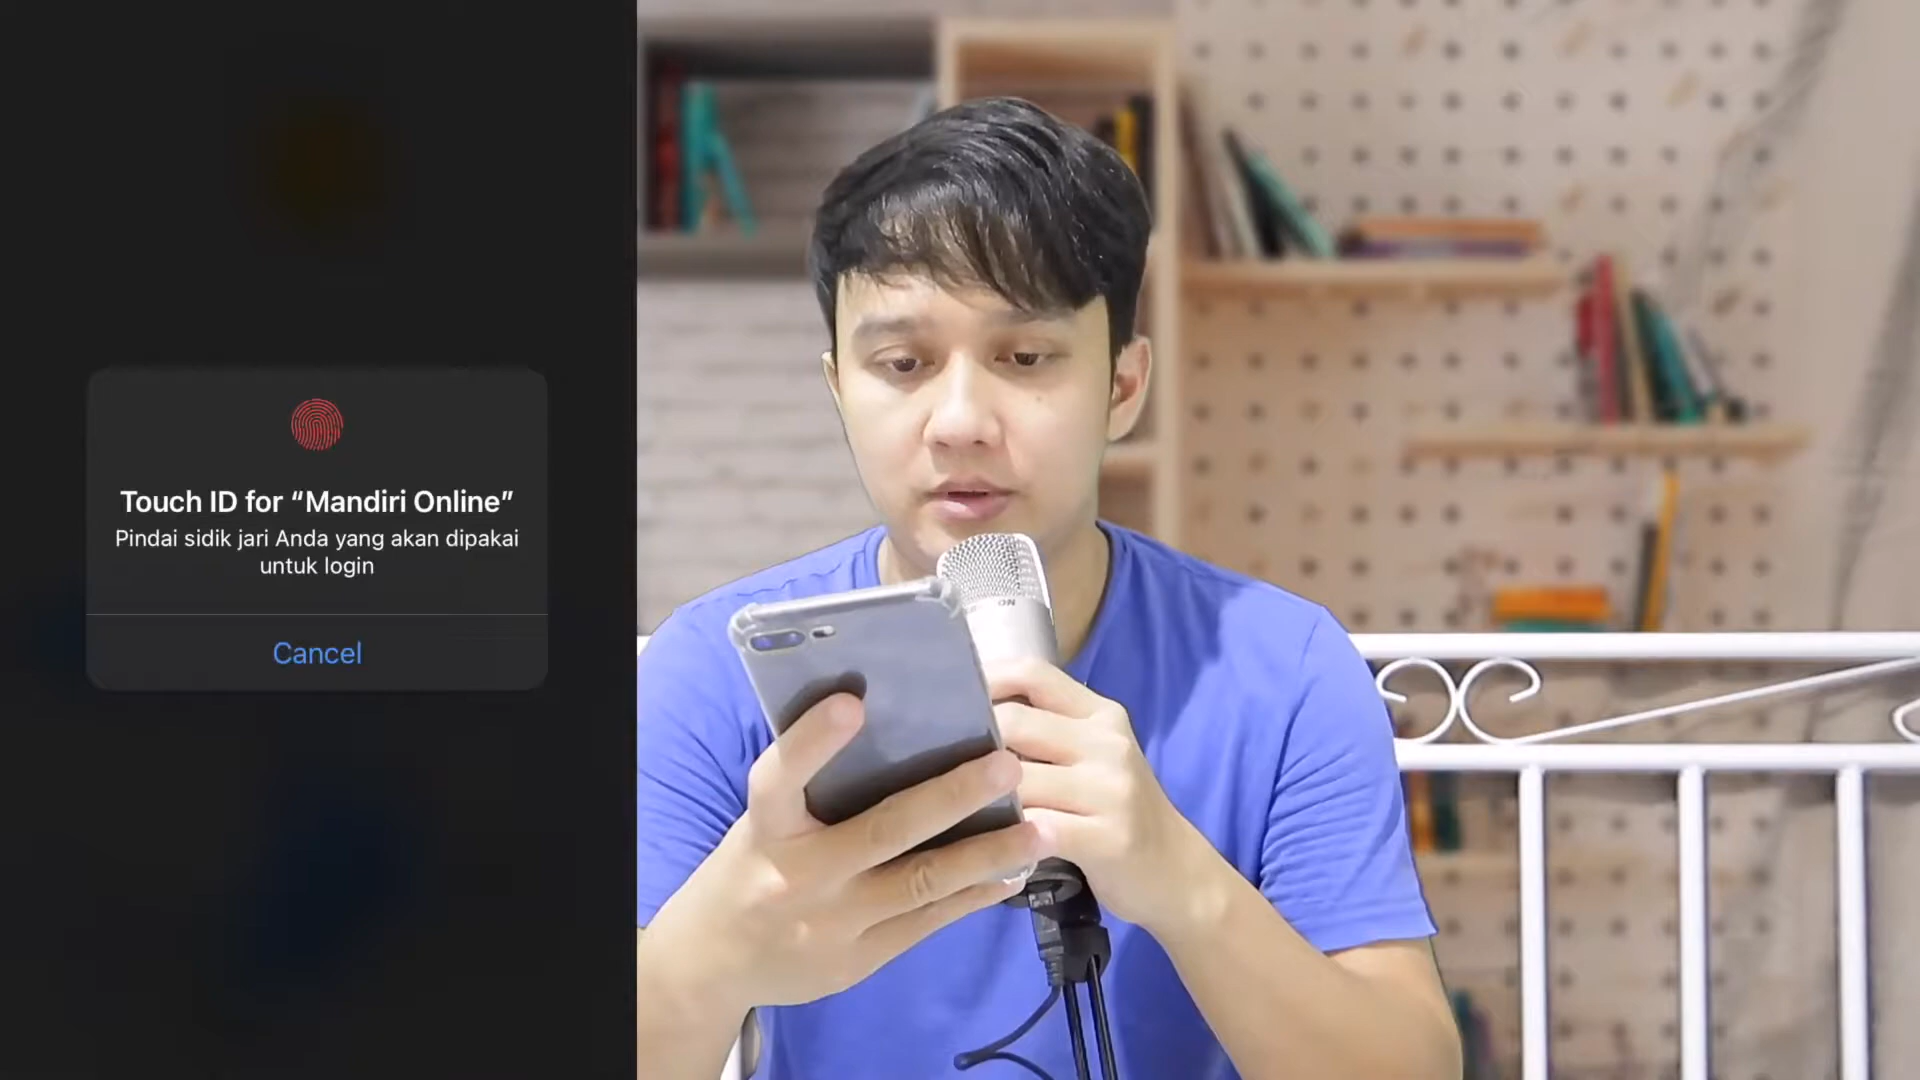 Touch ID for “Mandiri Online”
Pindai sidik jari Anda yang akan dipakai
untuk login
Cancel